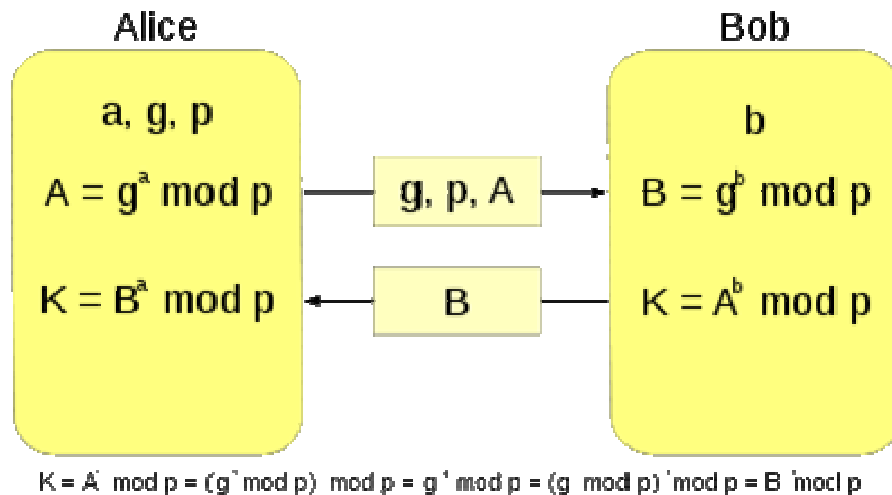 Alice
Bob
a, g, p
A = gᵃ mod p
K = Bᵃ mod p
g, p, A
B
b
B = gᵇ mod p
K = Aᵇ mod p
K = A mod p = (g mod p) mod p = g mod p = (g mod p) mod p = B mod p